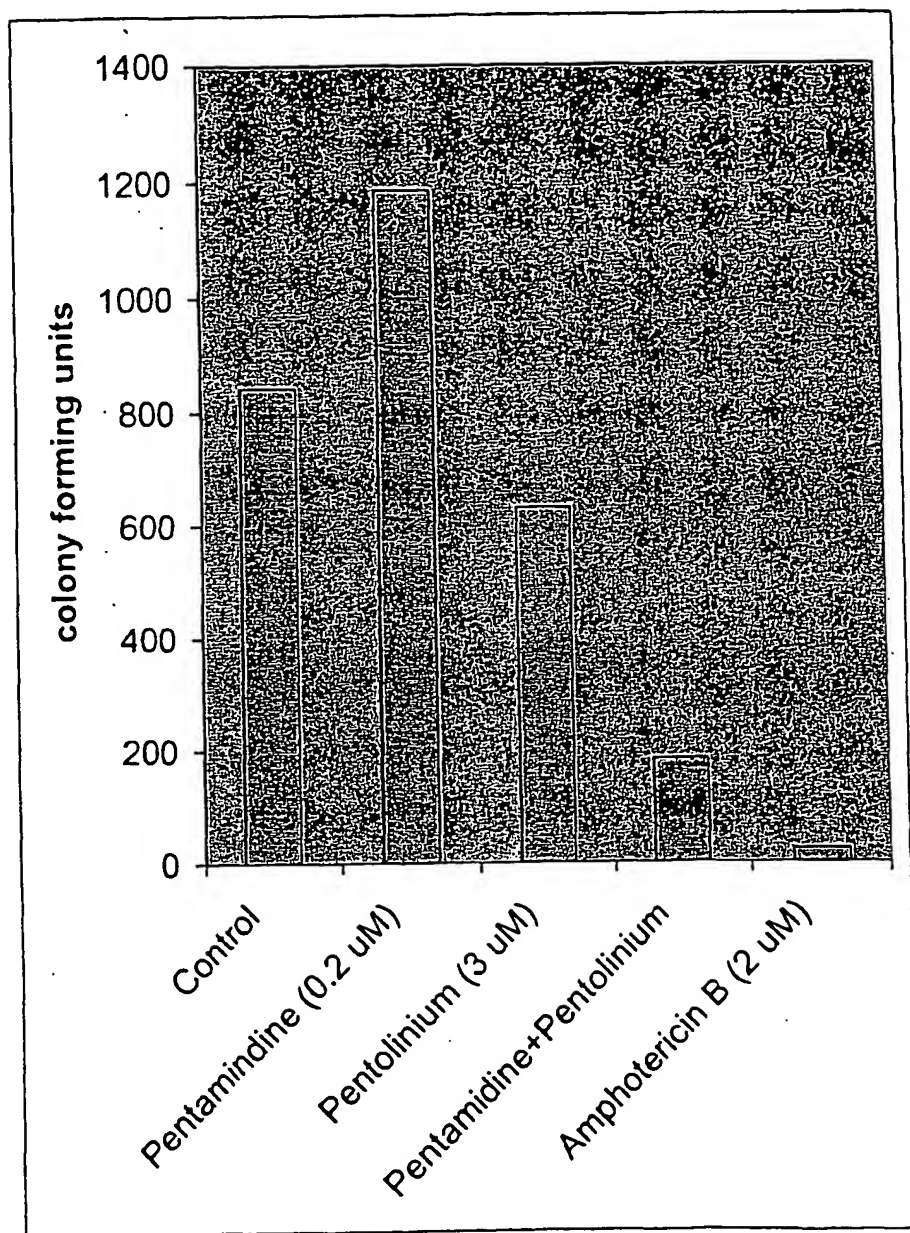 1400
1200
1000
800
600
400
200
0
colony forming units
Control
Pentamindine (0.2 uM)
Pentolinium (3 uM)
Pentamidine+Pentolinium
Amphotericin B (2 uM)